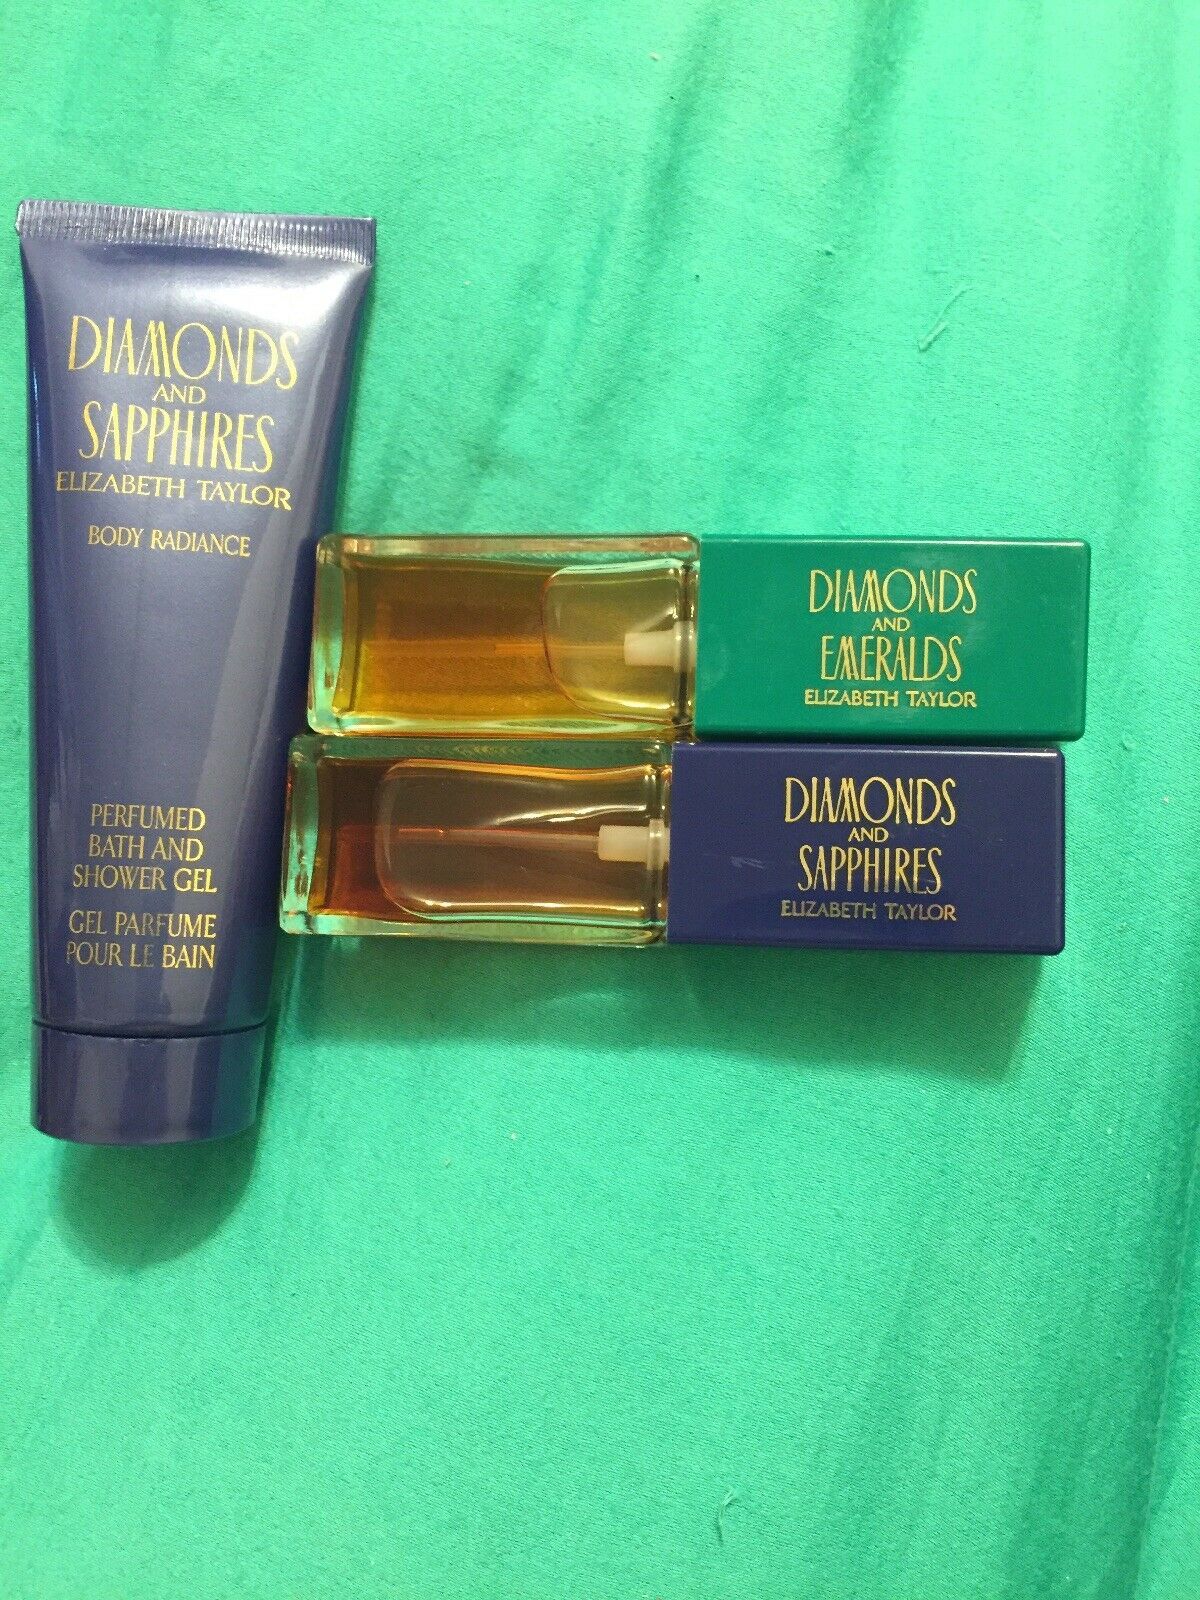 DIAMONDS
AND
SAPPHIRES
ELIZABETH TAYLOR
BODY RADIANCE
PERFUMED
BATH AND
SHOWER GEL
GEL PARFUME
POUR LE BAIN
DIAMONDS
AND
EMERALDS
ELIZABETH TAYLOR
DIAMONDS
AND
SAPPHIRES
ELIZABETH TAYLOR